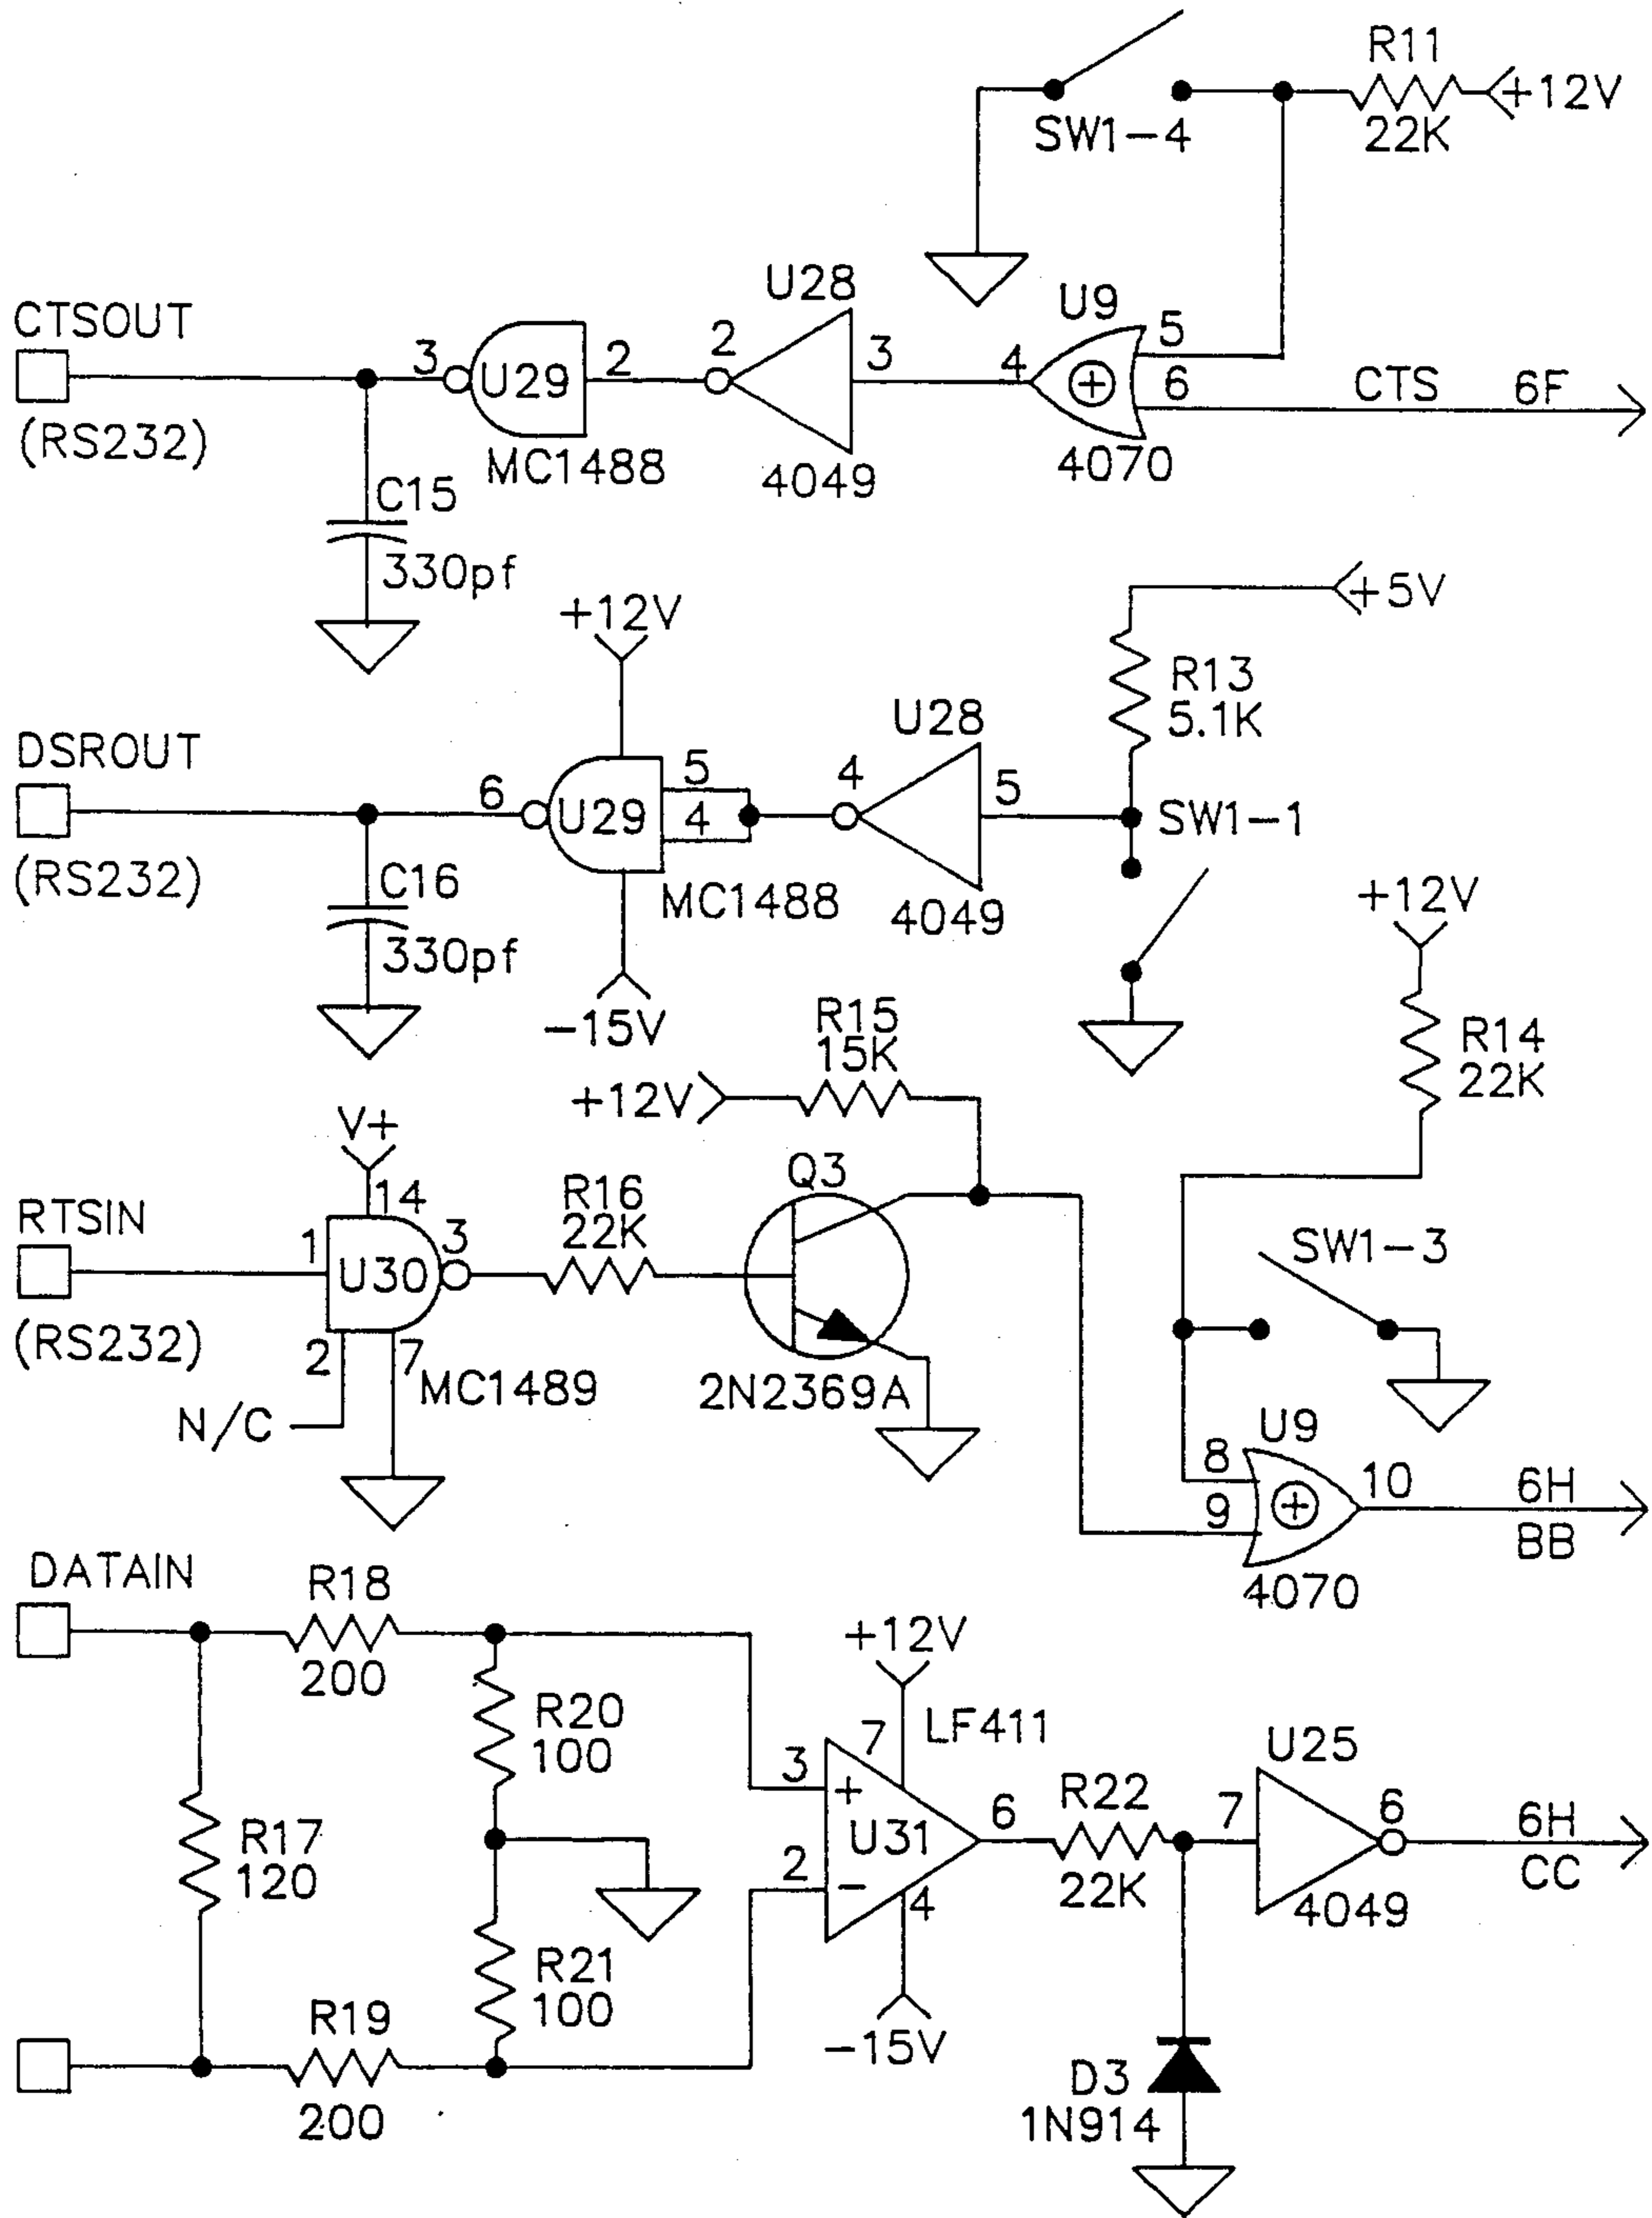 R11
+12V
SW1-4
22K
U28
U9
CTSOUT
5
3
2
2
3
4
U29
+
6
CTS
6F
(RS232)
MC1488
4049
4070
C15
330pf
+12V
+5V
R13
5.1K
U28
DSROUT
6
5
4
5
U29
4
SW1-1
(RS232)
C16
MC1488
4049
+12V
330pf
-15V
R15
15K
R14
22K
+12V
V+
Q3
14
R16
22K
RTSIN
1
3
U30
SW1-3
(RS232)
2
7
MC1489
2N2369A
N/C
U9
8
10
6H
9
+
BB
DATAIN
R18
4070
200
+12V
R20
100
7
LF411
U25
3
+
6
R22
7
6
6H
R17
120
U31
2
-
22K
CC
4
4049
R21
100
R19
-15V
D3
1N914
200